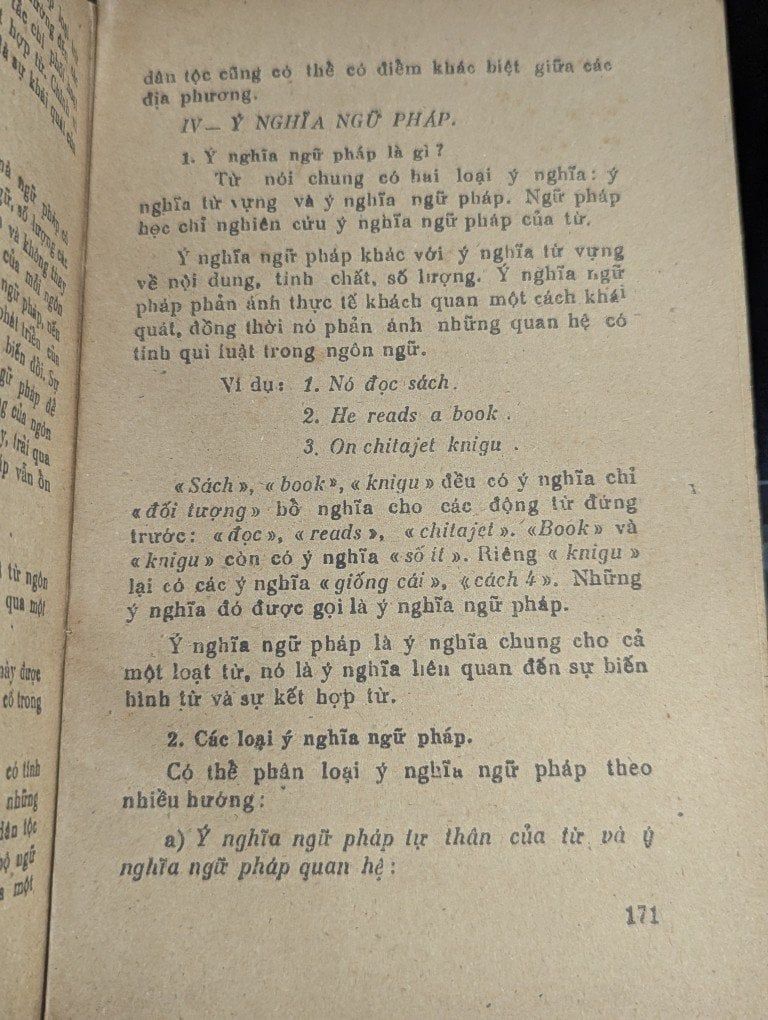 dân tộc cũng có thể có điểm khác biệt giữa các
địa phương.
IV — Ý NGHĨA NGỮ PHÁP.
1. Ý nghĩa ngữ pháp là gì ?
Từ nói chung có hai loại ý nghĩa : ý
nghĩa từ vựng và ý nghĩa ngữ pháp. Ngữ pháp
học chỉ nghiên cứu ý nghĩa ngữ pháp của từ.
Ý nghĩa ngữ pháp khác với ý nghĩa từ vựng
về nội dung, tính chất, số lượng. Ý nghĩa ngữ
pháp phản ánh thực tế khách quan một cách khái
quát, đồng thời nó phản ánh những quan hệ có
tính qui luật trong ngôn ngữ.
Ví dụ : 1. Nó đọc sách.
2. He reads a book .
3. On chitajet knigu .
« Sách », « book », « knigu » đều có ý nghĩa chỉ
« đối tượng » bổ nghĩa cho các động từ đứng
trước : « đọc », « reads », « chitajet ». «Book » và
« knigu » còn có ý nghĩa « số ít ». Riêng « knigu »
lại có các ý nghĩa « giống cái », « cách 4 ». Những
ý nghĩa đó được gọi là ý nghĩa ngữ pháp.
Ý nghĩa ngữ pháp là ý nghĩa chung cho cả
một loạt từ, nó là ý nghĩa liên quan đến sự biến
hình từ và sự kết hợp từ.
2. Các loại ý nghĩa ngữ pháp.
Có thể phân loại ý nghĩa ngữ pháp theo
nhiều hướng :
a) Ý nghĩa ngữ pháp tự thân của từ và ý
nghĩa ngữ pháp quan hệ :
171